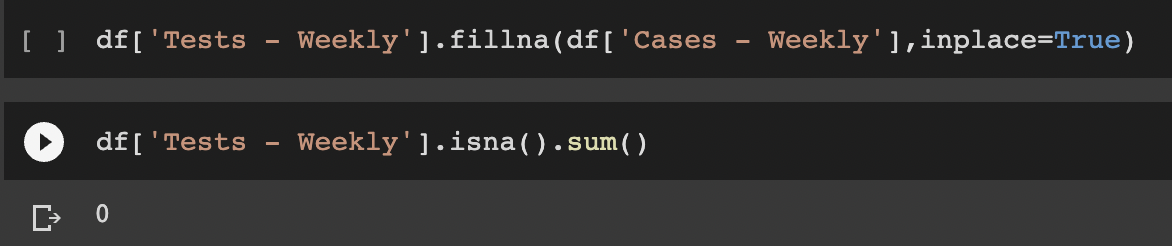 [ ] df['Tests - Weekly'].fillna(df['Cases - Weekly'],inplace=True)
df['Tests - Weekly'].isna().sum()
0